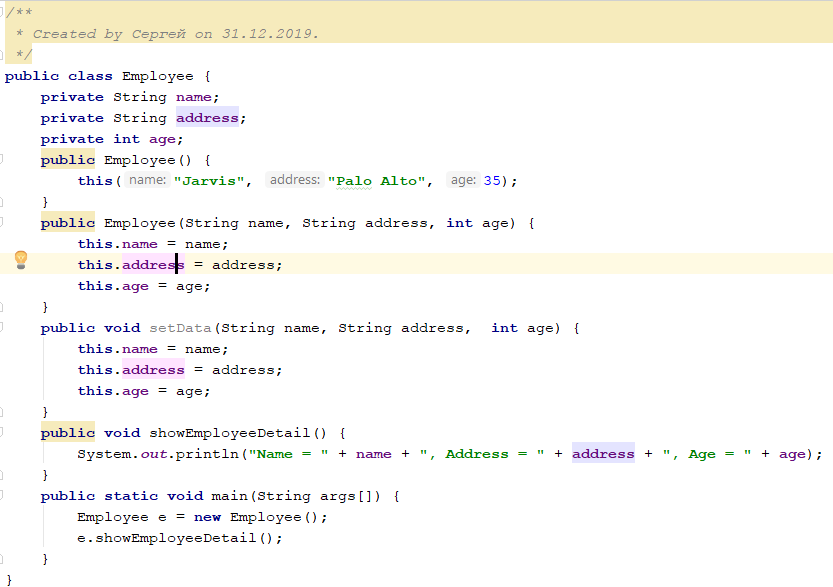 /**
 * Created by Сергей on 31.12.2019.
 */
public class Employee {
    private String name;
    private String address;
    private int age;
    public Employee() {
        this( name: "Jarvis", address: "Palo Alto", age: 35);
    }
    public Employee(String name, String address, int age) {
        this.name = name;
        this.address = address;
        this.age = age;
    }
    public void setData(String name, String address,  int age) {
        this.name = name;
        this.address = address;
        this.age = age;
    }
    public void showEmployeeDetail() {
        System.out.println("Name = " + name + ", Address = " + address + ", Age = " + age);
    }
    public static void main(String args[]) {
        Employee e = new Employee();
        e.showEmployeeDetail();
    }
}